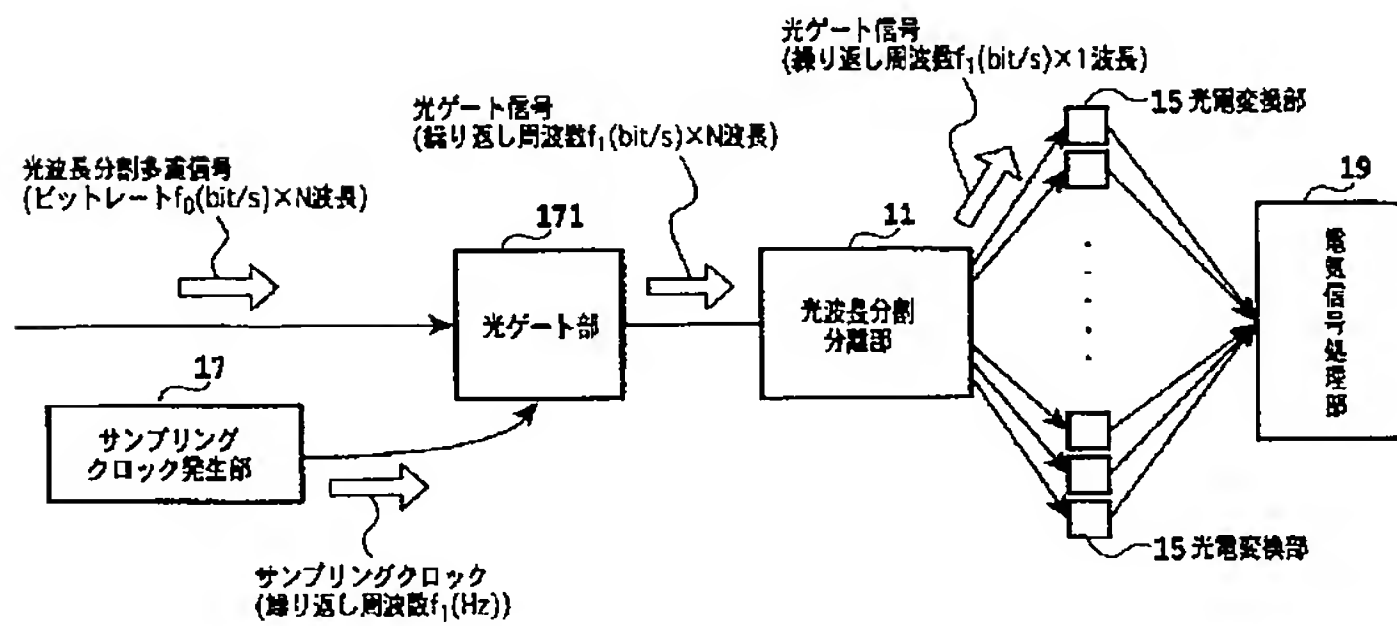 光ゲート信号
(繰り返し周波数f₁(bit/s)×1波長)
15 光電変換部
光ゲート信号
(繰り返し周波数f₁(bit/s)×N波長)
光波長分割多重信号
(ビットレートf₀(bit/s)×N波長)
171
11
19
光ゲート部
光波長分割
分離部
電気信号処理部
17
サンプリング
クロック発生部
15 光電変換部
サンプリングクロック
(繰り返し周波数f₁(Hz))